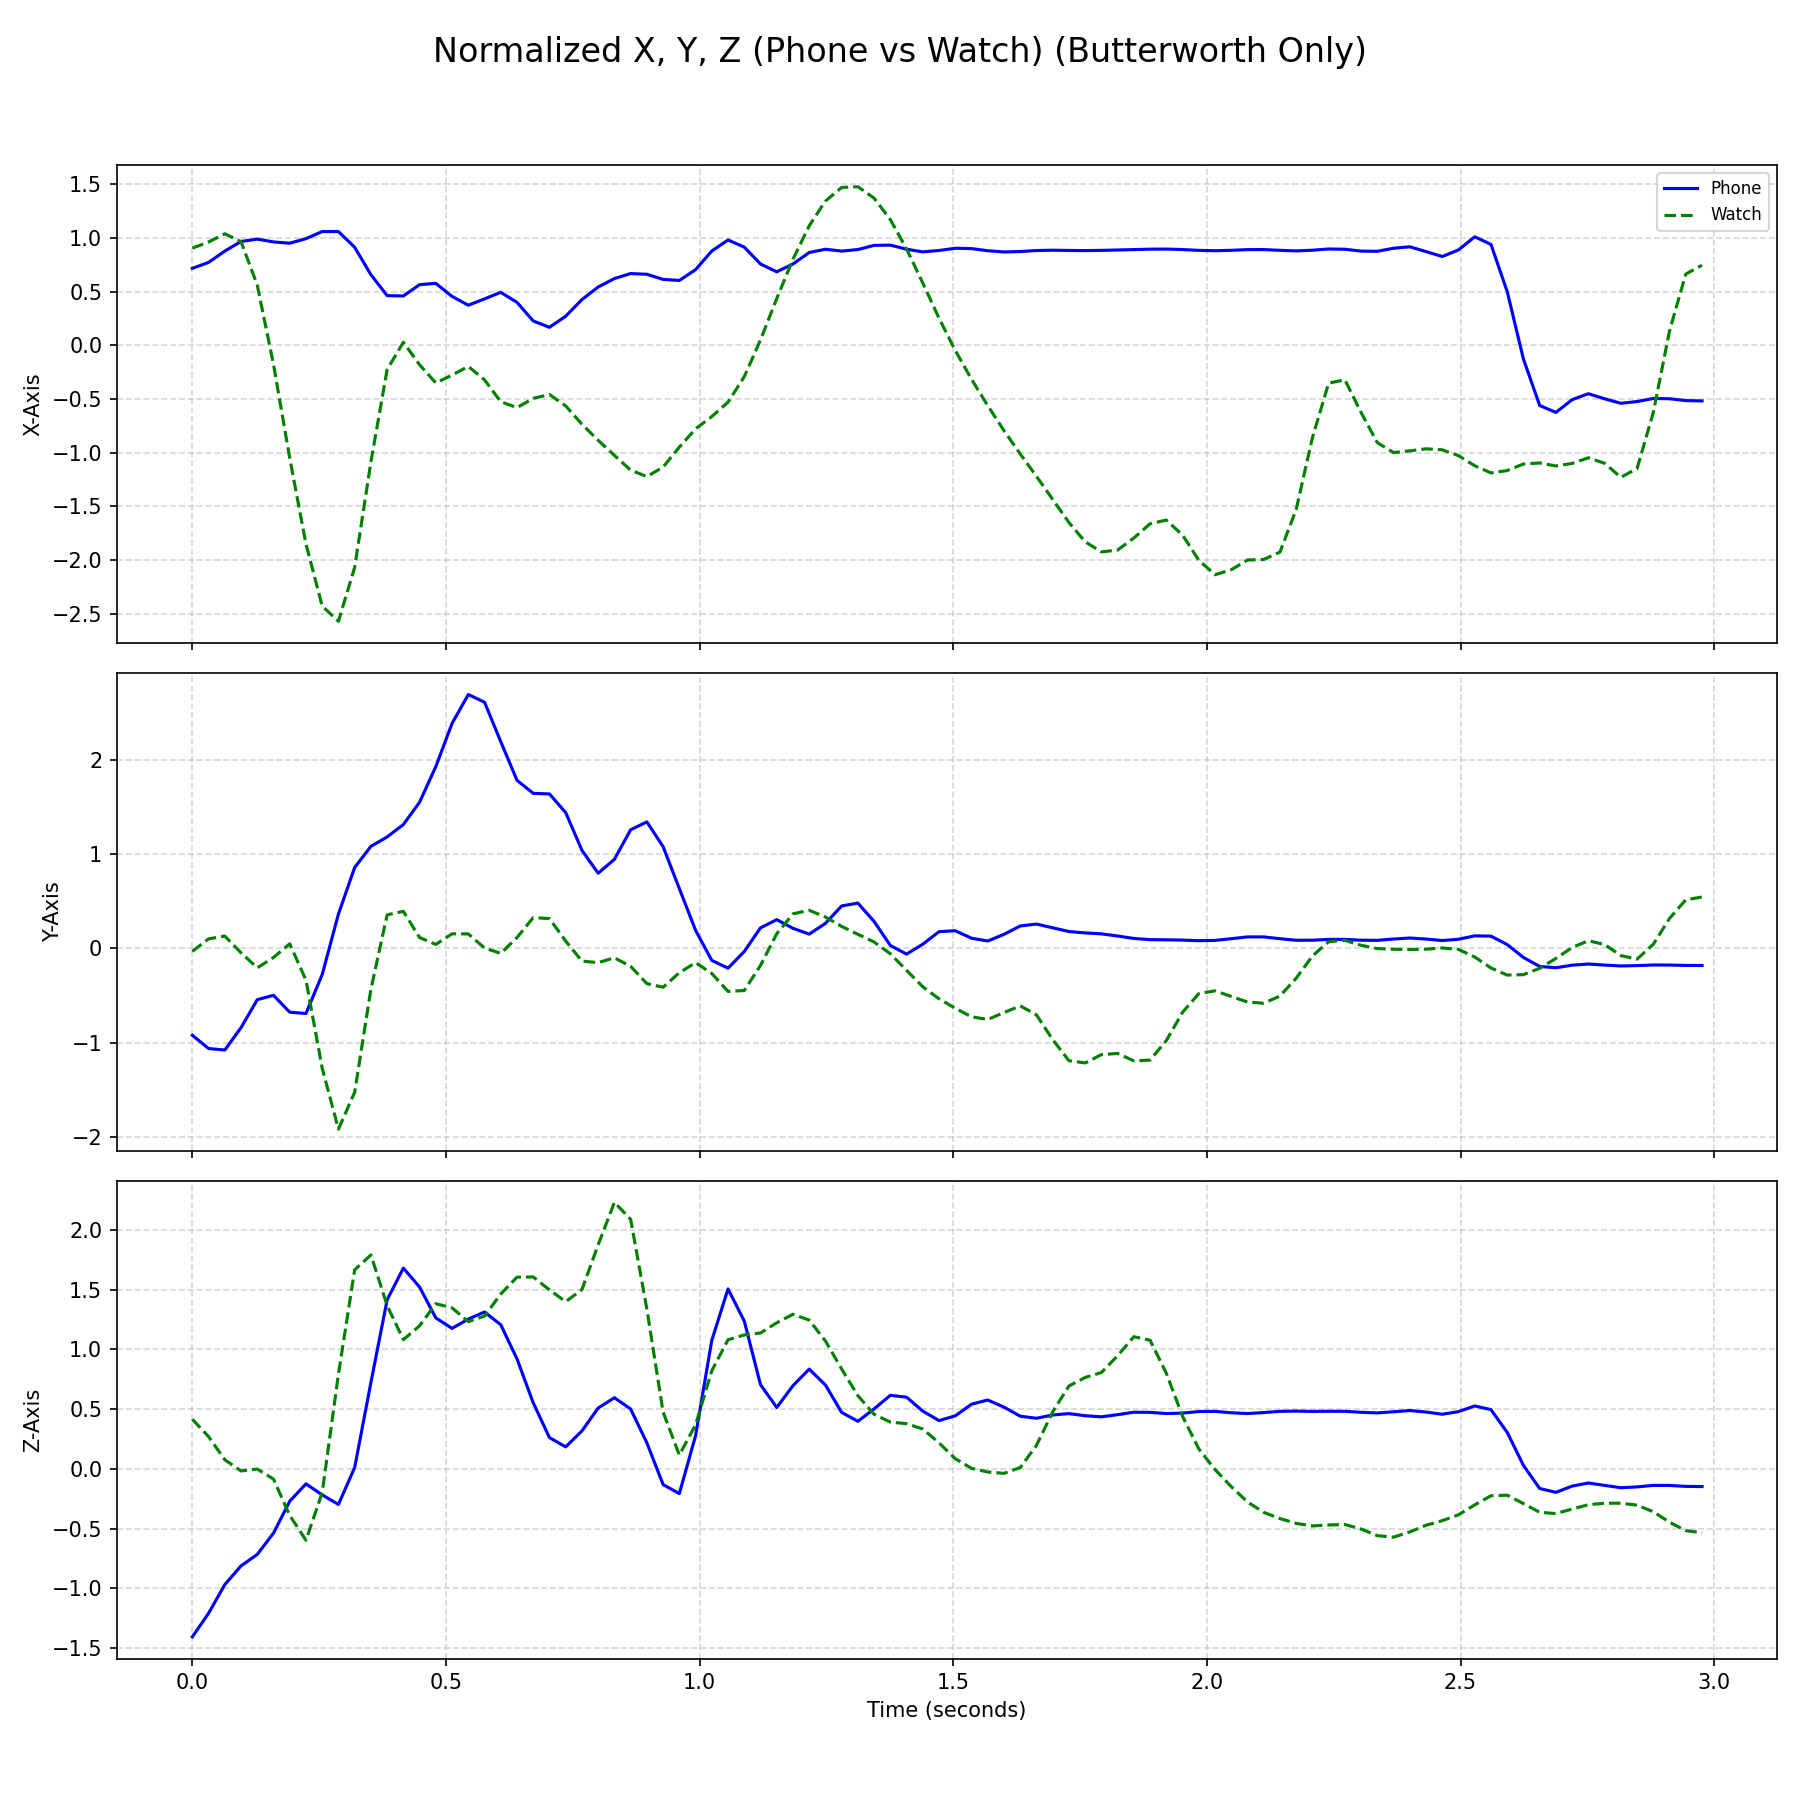 Normalized X, Y, Z (Phone vs Watch) (Butterworth Only)
Phone
Watch
X-Axis
1.5
1.0
0.5
0.0
−0.5
−1.0
−1.5
−2.0
−2.5
Y-Axis
2
1
0
−1
−2
Z-Axis
2.0
1.5
1.0
0.5
0.0
−0.5
−1.0
−1.5
0.0 0.5 1.0 1.5 2.0 2.5 3.0
Time (seconds)